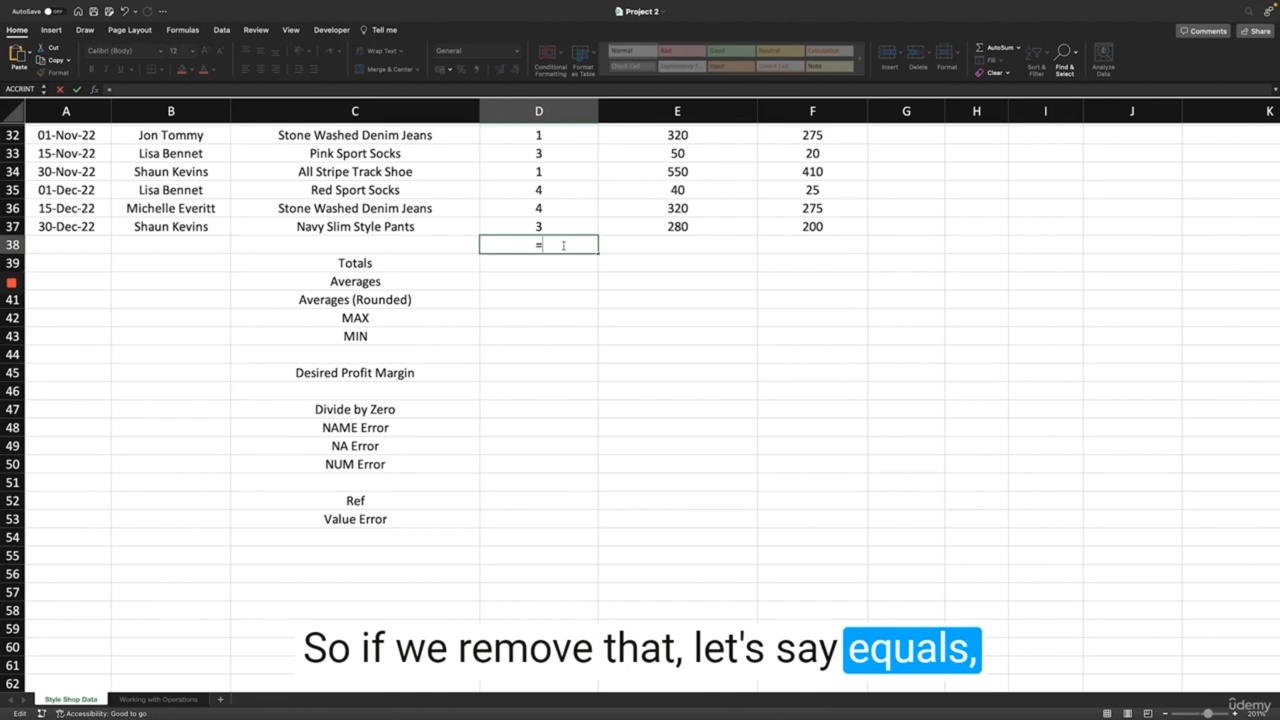 AutoSave OFF Project 2
Home Insert Draw Page Layout Formulas Data Review View Developer Tell me Comments Share
Paste Cut Copy Format Calibri (Body) 12 Wrap Text Merge & Center General Conditional Formatting Format as Table Normal Bad Good Neutral Calculation Check Cell Explanatory T... Input Linked Cell Note Insert Delete Format AutoSum Fill Clear Sort & Filter Find & Select Analyze Data
ACCRINT fx =
A B C D E F G H I J K
32 01-Nov-22 Jon Tommy Stone Washed Denim Jeans 1 320 275
33 15-Nov-22 Lisa Bennet Pink Sport Socks 3 50 20
34 30-Nov-22 Shaun Kevins All Stripe Track Shoe 1 550 410
35 01-Dec-22 Lisa Bennet Red Sport Socks 4 40 25
36 15-Dec-22 Michelle Everitt Stone Washed Denim Jeans 4 320 275
37 30-Dec-22 Shaun Kevins Navy Slim Style Pants 3 280 200
38 =
39 Totals
Averages
41 Averages (Rounded)
42 MAX
43 MIN
44
45 Desired Profit Margin
46
47 Divide by Zero
48 NAME Error
49 NA Error
50 NUM Error
51
52 Ref
53 Value Error
54
55
56
57
58
59
60
61
62
So if we remove that, let's say equals,
Style Shop Data Working with Operations +
Edit Accessibility: Good to go 201%
udemy